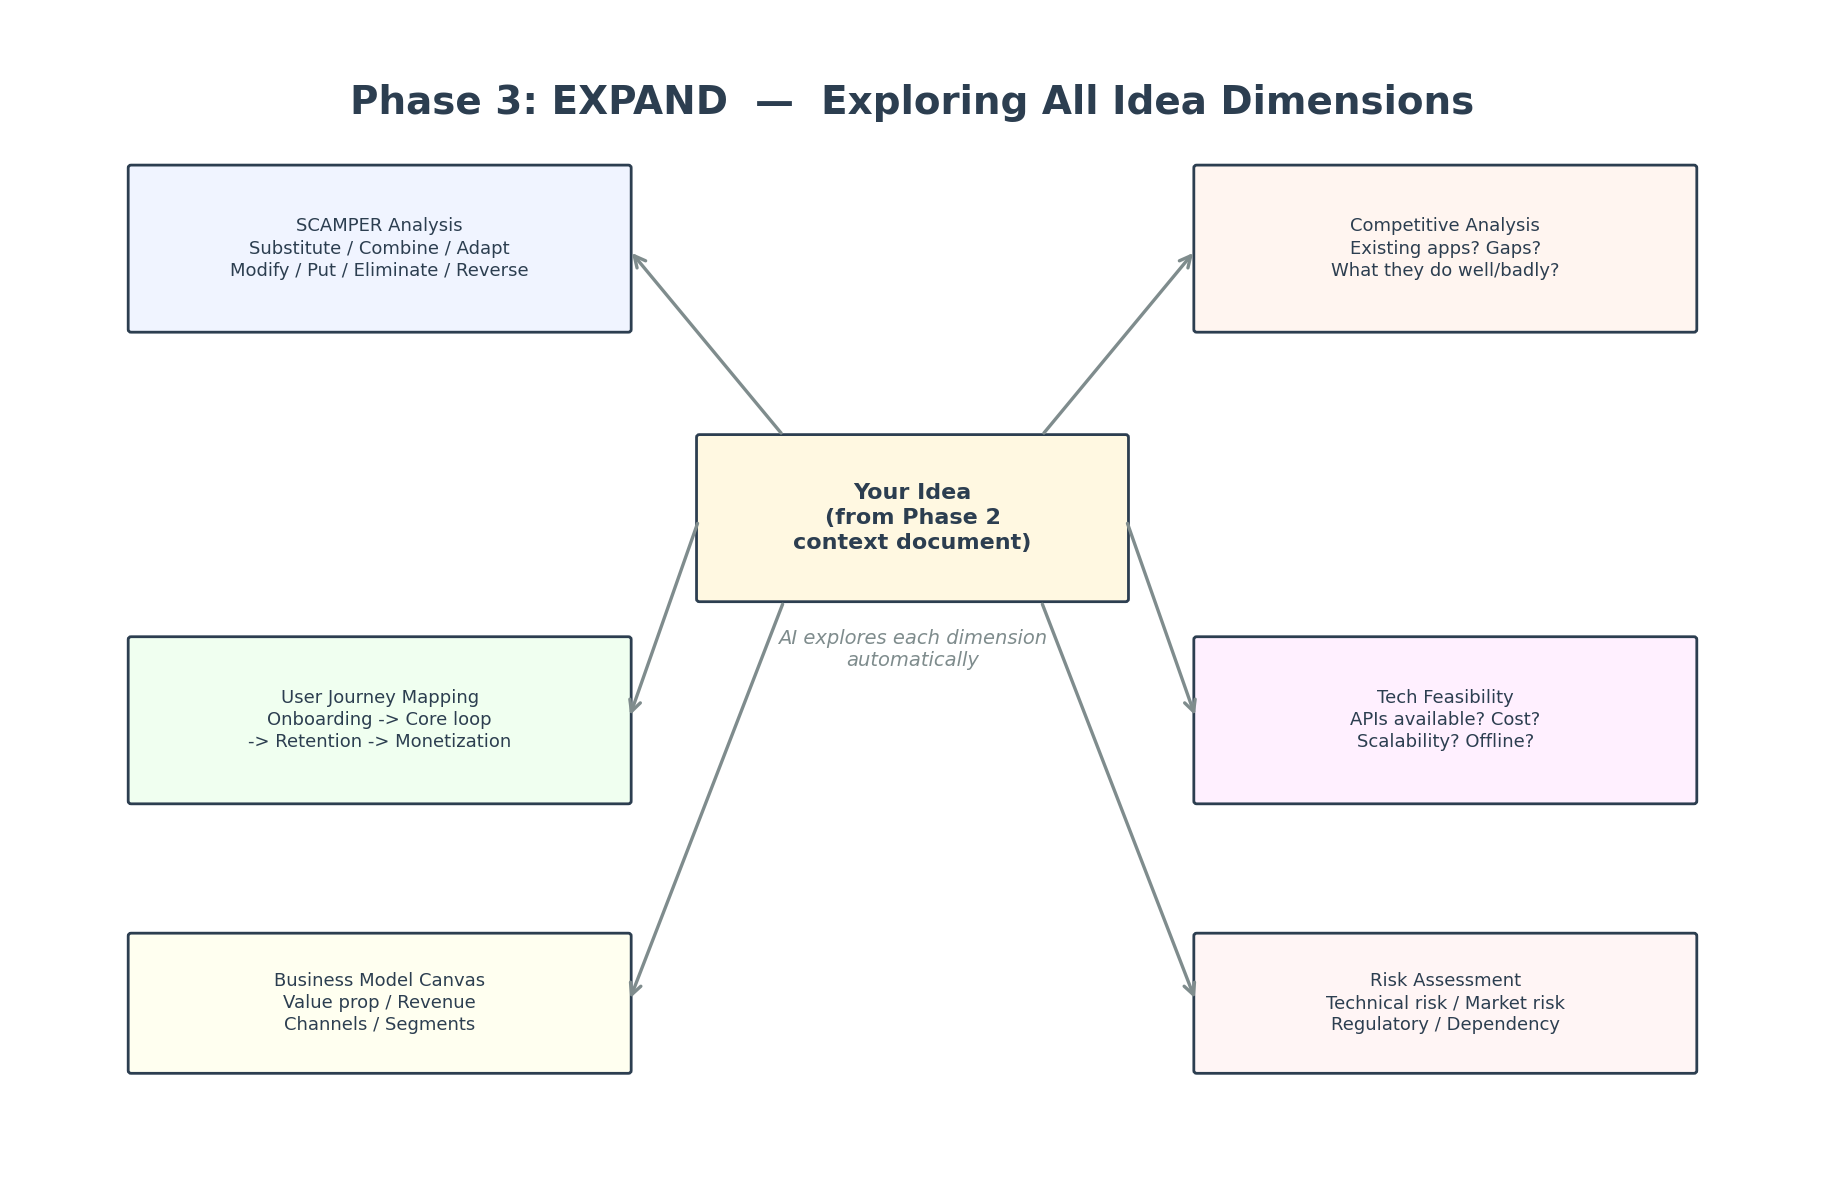 Phase 3: EXPAND — Exploring All Idea Dimensions
SCAMPER Analysis
Substitute / Combine / Adapt
Modify / Put / Eliminate / Reverse
Competitive Analysis
Existing apps? Gaps?
What they do well/badly?
Your Idea
(from Phase 2
context document)
AI explores each dimension
automatically
User Journey Mapping
Onboarding -> Core loop
-> Retention -> Monetization
Tech Feasibility
APIs available? Cost?
Scalability? Offline?
Business Model Canvas
Value prop / Revenue
Channels / Segments
Risk Assessment
Technical risk / Market risk
Regulatory / Dependency